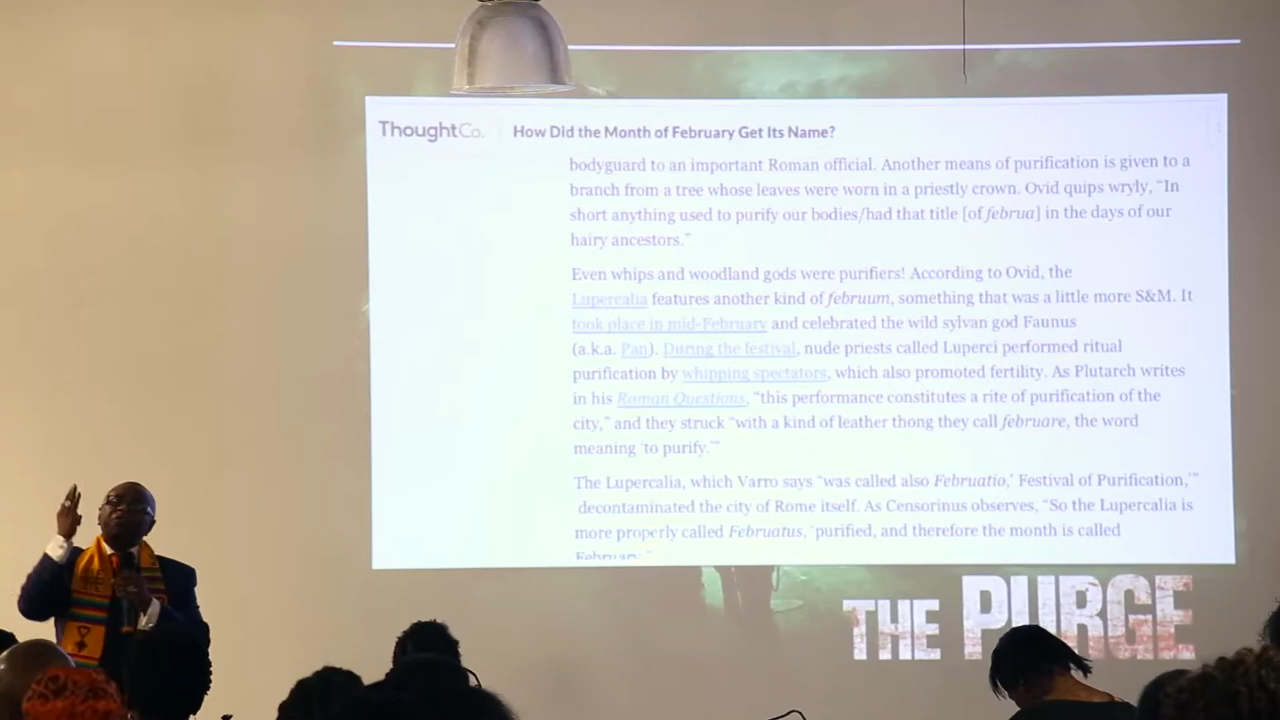 ThoughtCo. How Did the Month of February Get Its Name?
bodyguard to an important Roman official. Another means of purification is given to a
branch from a tree whose leaves were worn in a priestly crown. Ovid quips wryly, "In
short anything used to purify our bodies/had that title [of februa] in the days of our
hairy ancestors."
Even whips and woodland gods were purifiers! According to Ovid, the
Lupercalia features another kind of februum, something that was a little more S&M. It
took place in mid-February and celebrated the wild sylvan god Faunus
(a.k.a. Pan). During the festival, nude priests called Luperci performed ritual
purification by whipping spectators, which also promoted fertility. As Plutarch writes
in his Roman Questions, "this performance constitutes a rite of purification of the
city," and they struck "with a kind of leather thong they call februare, the word
meaning 'to purify.'"
The Lupercalia, which Varro says "was called also Februatio,' Festival of Purification,'"
decontaminated the city of Rome itself. As Censorinus observes, "So the Lupercalia is
more properly called Februatus, 'purified, and therefore the month is called
February."
THE PURGE